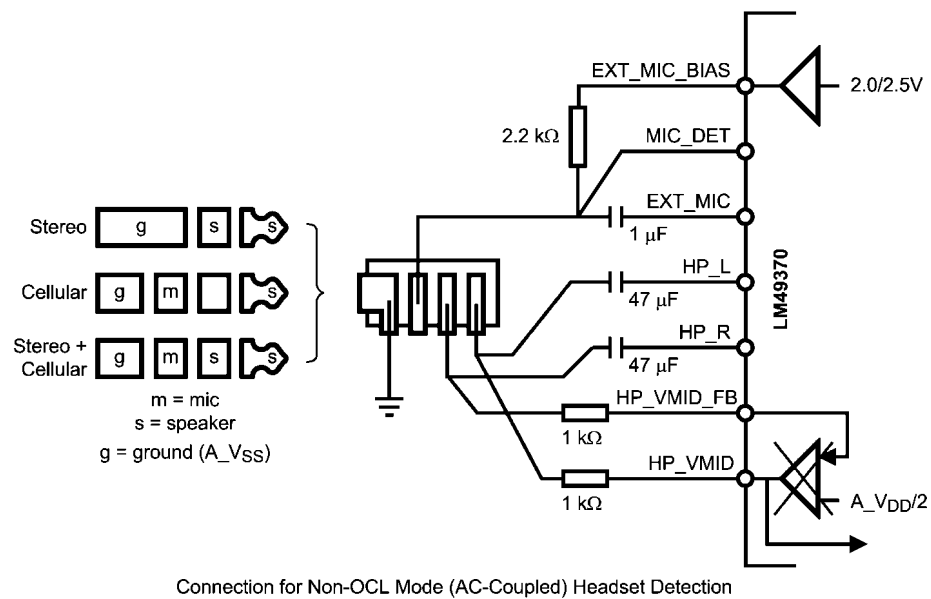 EXT_MIC_BIAS
2.0/2.5V
2.2 kΩ
MIC_DET
EXT_MIC
1 µF
Stereo
g
s
s
Cellular
g
m
s
Stereo +
Cellular
g
m
s
s
m = mic
s = speaker
g = ground (A_VSS)
HP_L
47 µF
HP_R
47 µF
LM49370
HP_VMID_FB
1 kΩ
HP_VMID
1 kΩ
A_VDD/2
Connection for Non-OCL Mode (AC-Coupled) Headset Detection